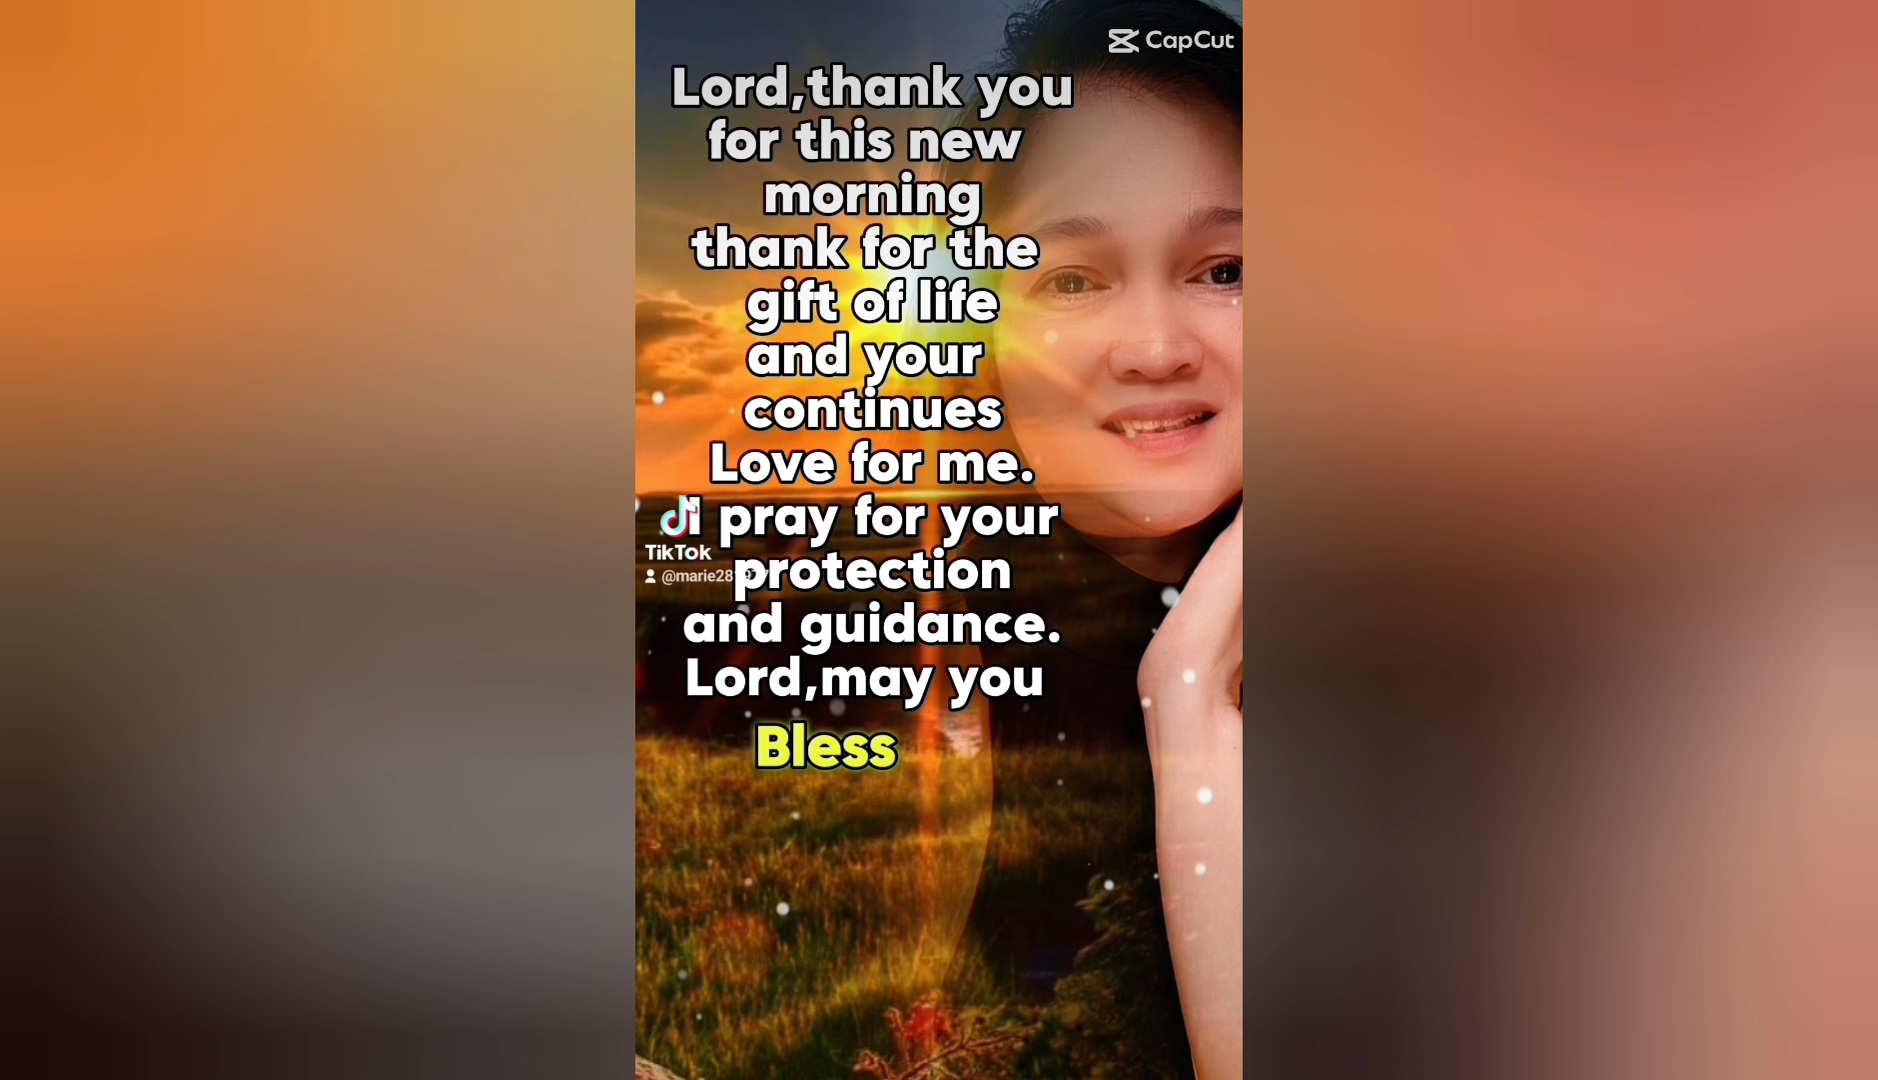 CapCut
Lord,thank you
for this new
morning
thank for the
gift of life
and your
continues
Love for me.
I pray for your
TikTok
protection
and guidance.
Lord,may you
Bless